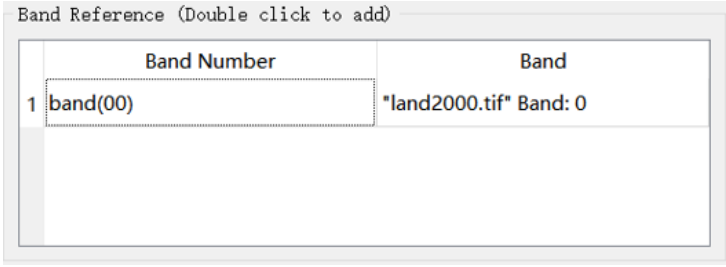 Band Reference (Double click to add)
Band Number Band
1 band(00) "land2000.tif" Band: 0